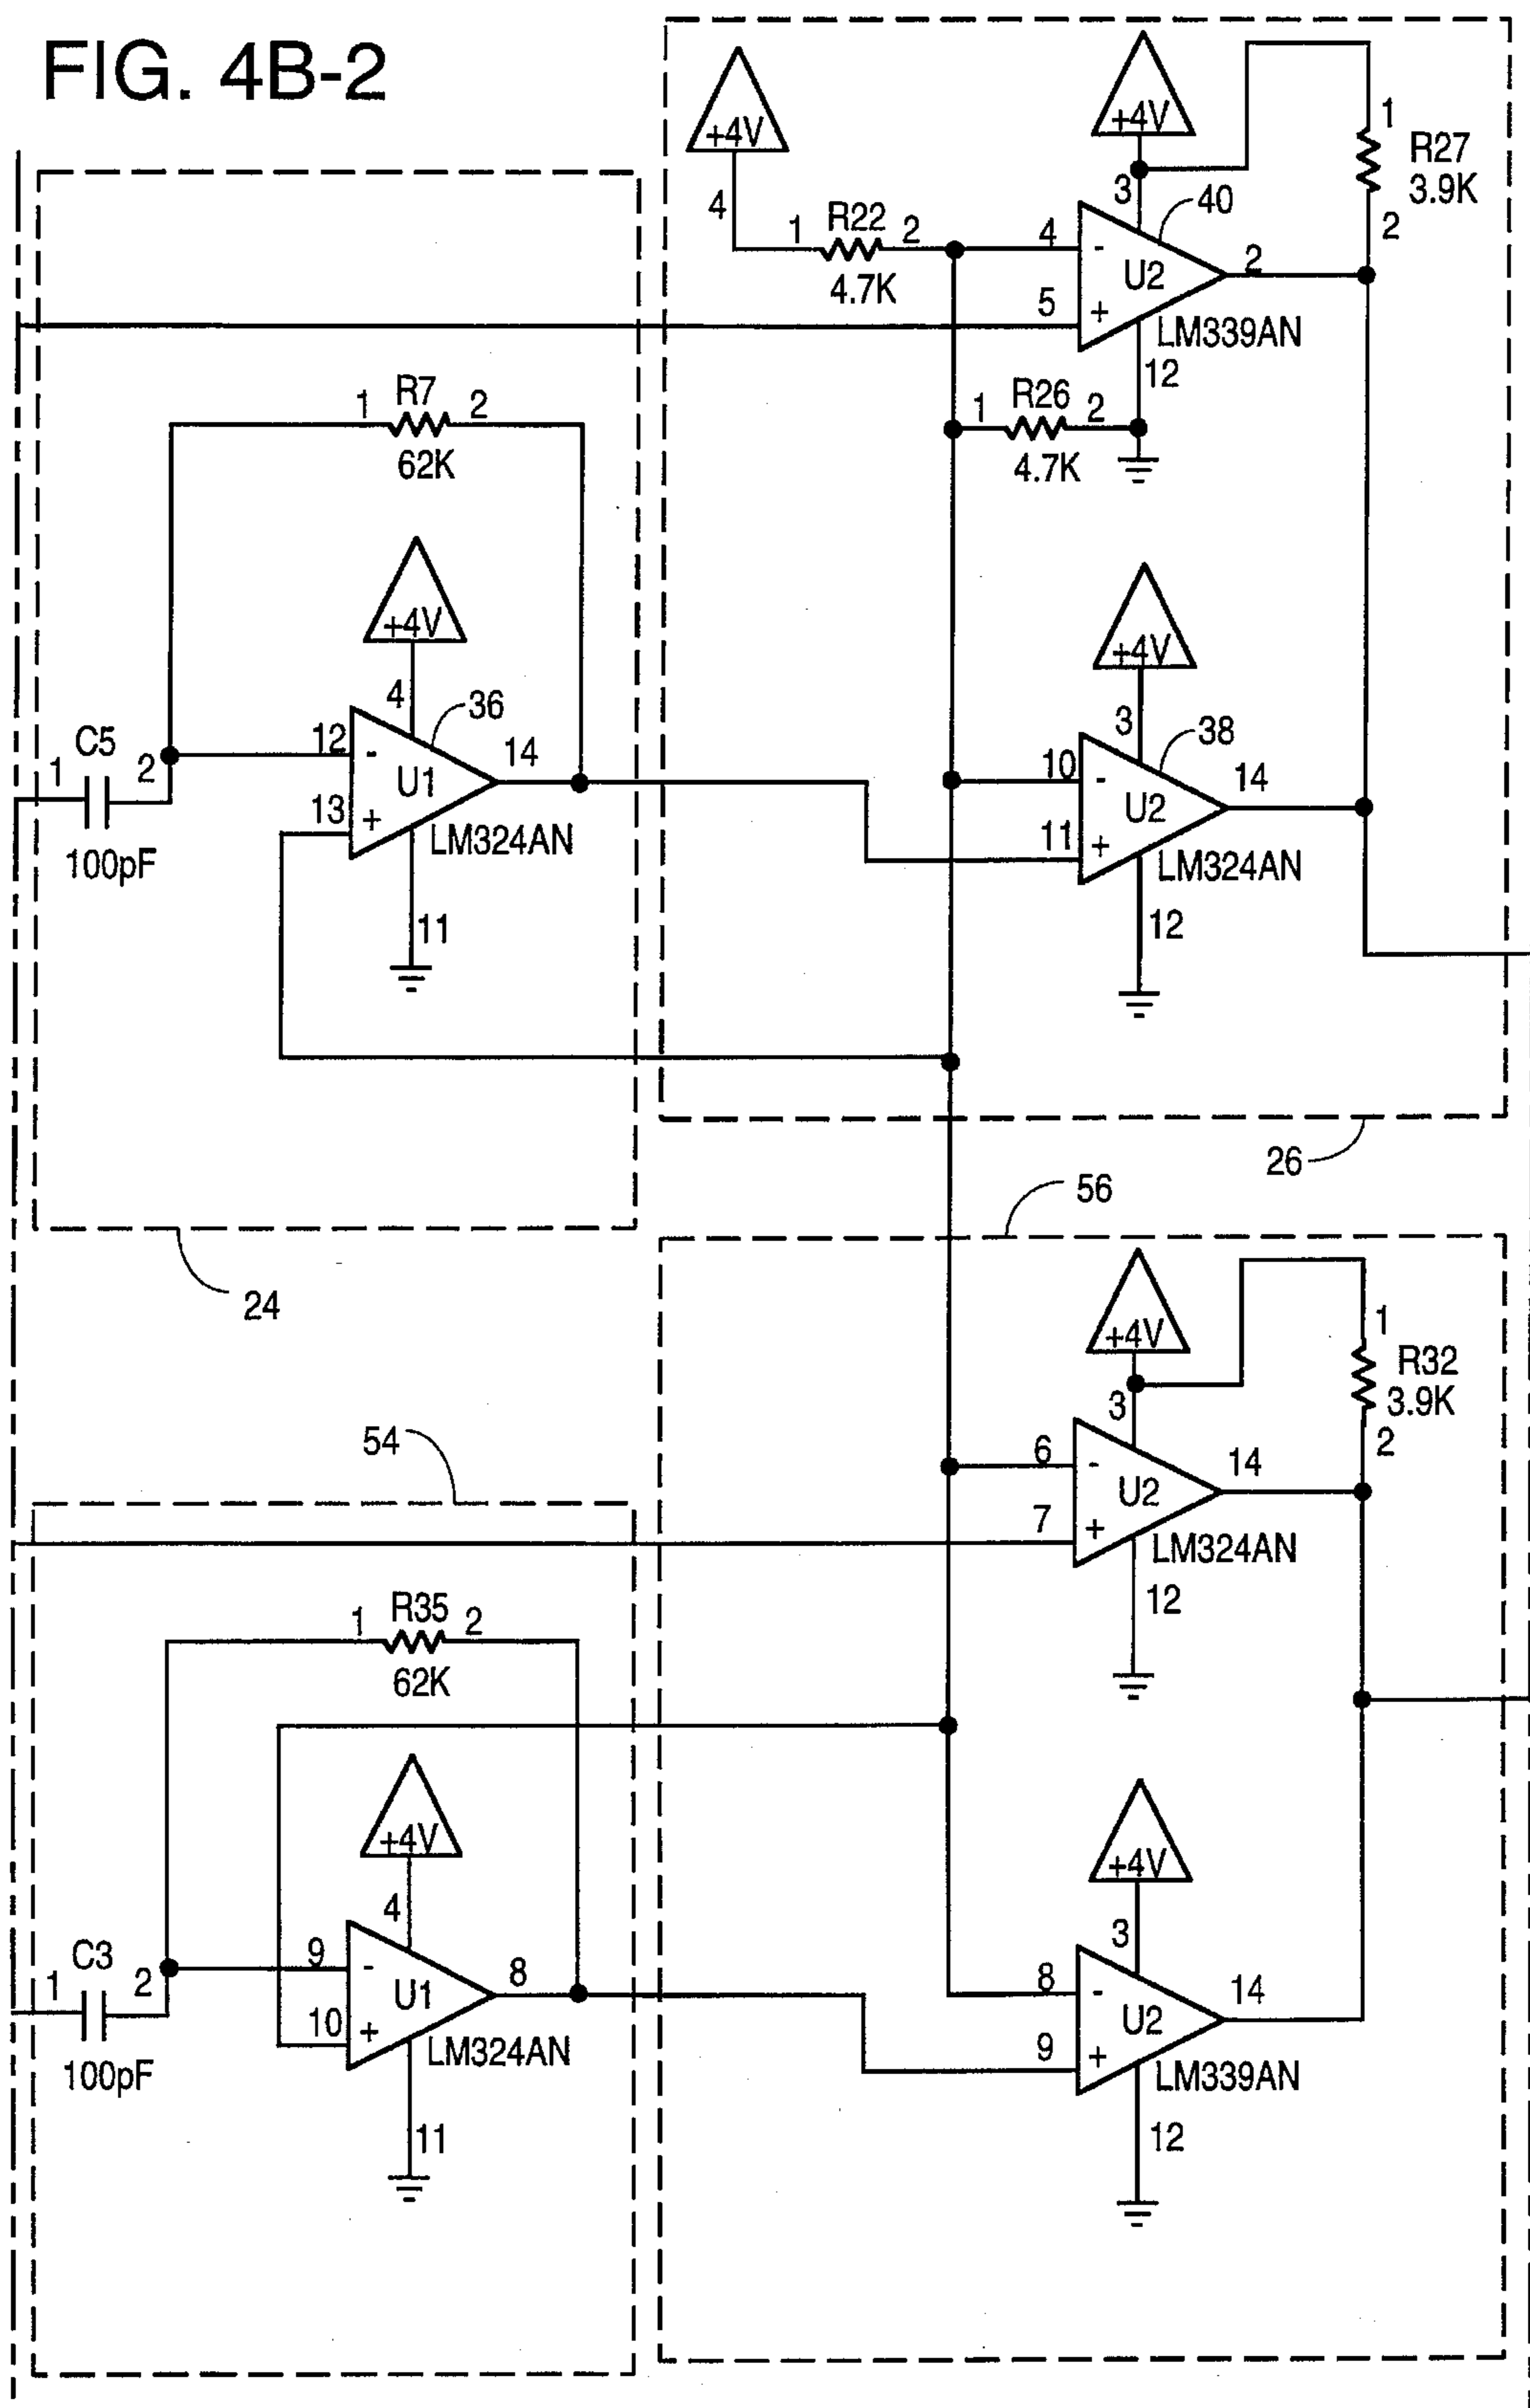 FIG. 4B-2
+4V
4
1
R22
2
4.7K
+4V
3
40
4
-
5
+
U2
2
LM339AN
12
1
R27
3.9K
2
1
R26
2
4.7K
1
R7
2
62K
+4V
4
36
C5
1
2
100pF
12
-
13
+
U1
14
LM324AN
11
+4V
3
38
10
-
11
+
U2
14
LM324AN
12
26
24
56
+4V
3
6
-
7
+
U2
14
LM324AN
12
1
R32
3.9K
2
54
1
R35
2
62K
+4V
4
C3
1
2
100pF
9
-
10
+
U1
8
LM324AN
11
+4V
3
8
-
9
+
U2
14
LM339AN
12